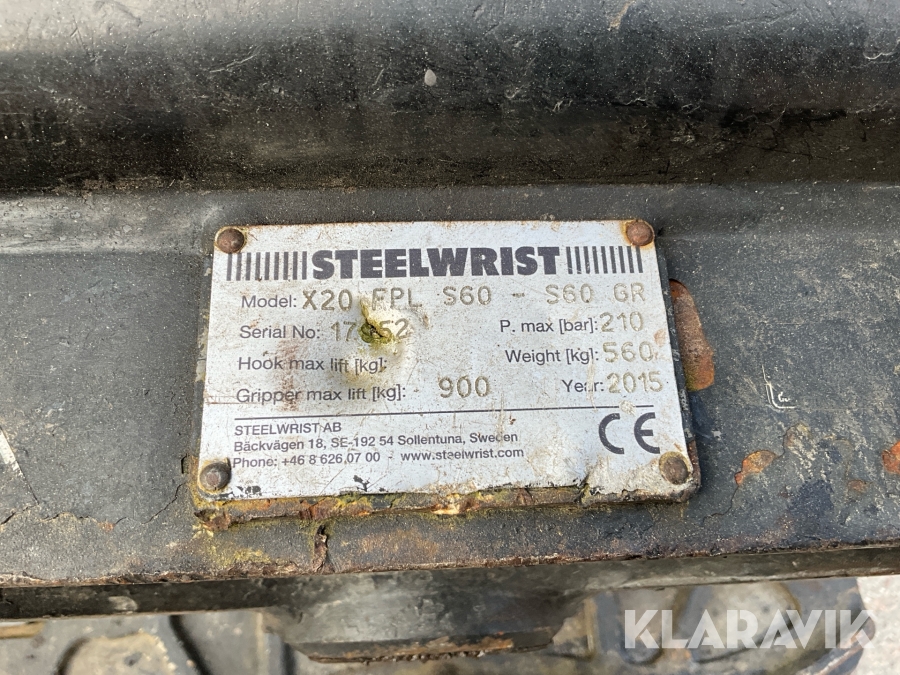 STEELWRIST
Model: X20 FPL S60 - S60 GR
Serial No: P. max [bar]: 210
Hook max lift [kg]: Weight [kg]: 560
Gripper max lift [kg]: 900 Year: 2015
STEELWRIST AB
Bäckvägen 18, SE-192 54 Sollentuna, Sweden
Phone: +46 8 626 07 00 - www.steelwrist.com
CE
KLARAVIK